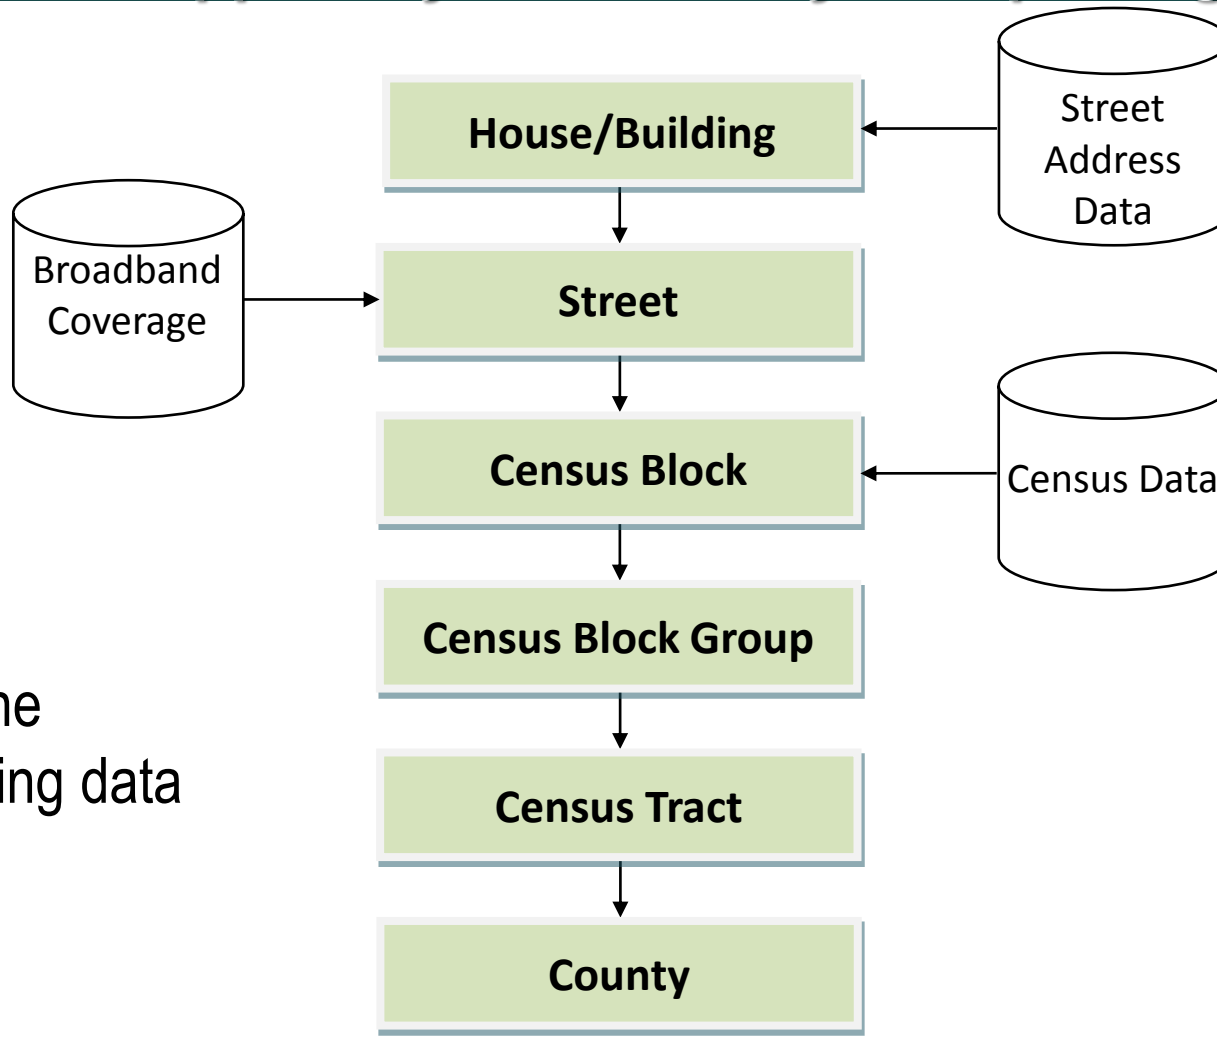 House/Building
Street
Address
Data
Broadband
Coverage
Street
Census Block
Census Data
Census Block Group
ing data
Census Tract
County